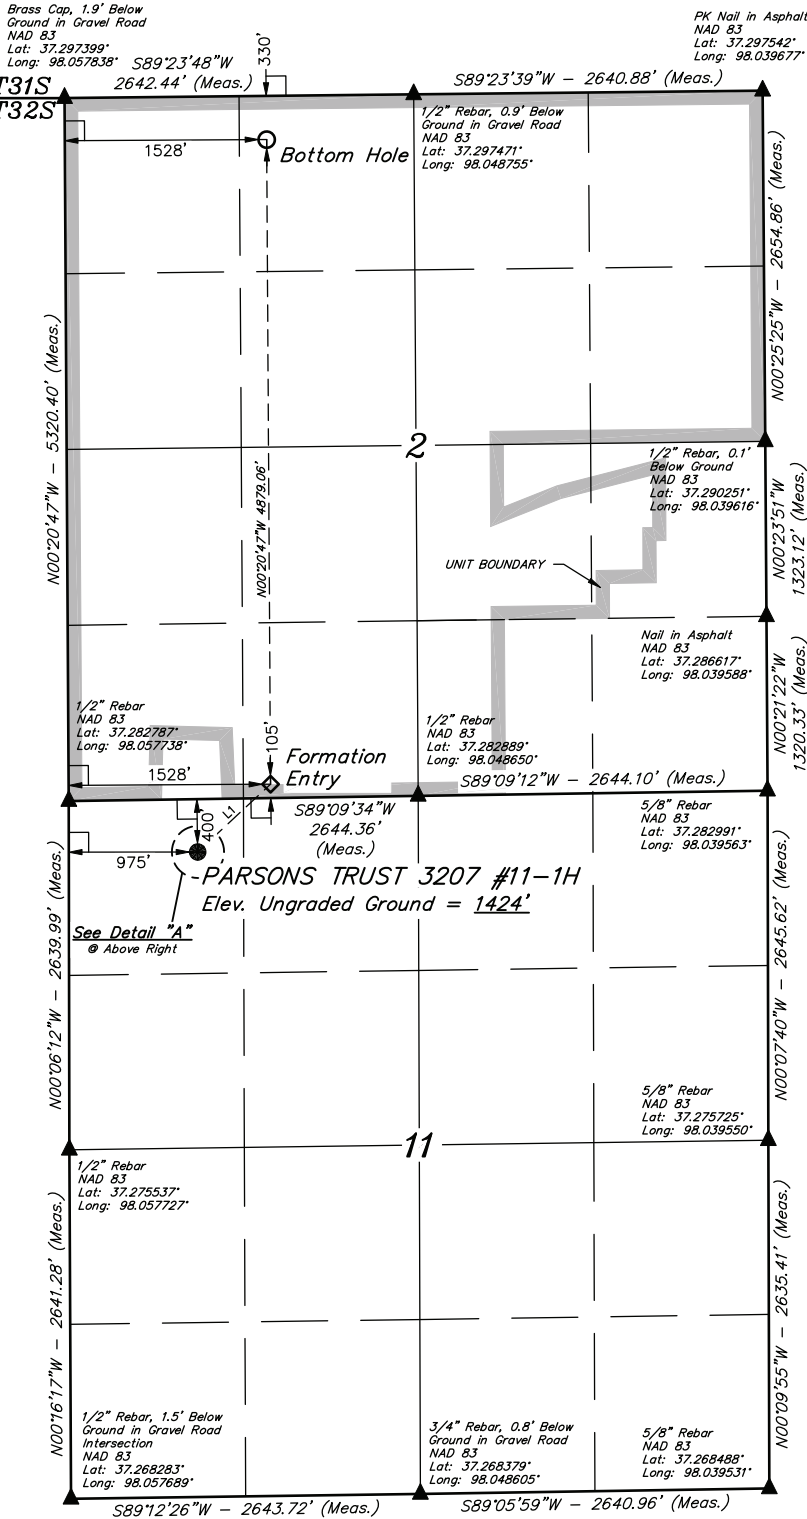 Brass Cap, 1.9' Below
Ground in Gravel Road
NAD 83
Lat: 37.297399°
Long: 98.057838°
S89°23'48"W
2642.44' (Meas.)
330'
S89°23'39"W - 2640.88' (Meas.)
PK Nail in Asphalt
NAD 83
Lat: 37.297542°
Long: 98.039677°
T31S
T32S
1528'
Bottom Hole
1/2" Rebar, 0.9' Below
Ground in Gravel Road
NAD 83
Lat: 37.297471°
Long: 98.048755°
N00°25'25"W - 2654.86' (Meas.)
N00°20'47"W - 5320.40' (Meas.)
N00°20'47"W 4879.06'
2
1/2" Rebar, 0.1'
Below Ground
NAD 83
Lat: 37.290251°
Long: 98.039616°
N00°23'51"W
1323.12' (Meas.)
UNIT BOUNDARY
Nail in Asphalt
NAD 83
Lat: 37.286617°
Long: 98.039588°
N00°21'22"W
1320.33' (Meas.)
1/2" Rebar
NAD 83
Lat: 37.282787°
Long: 98.057738°
1528'
105'
Formation
Entry
1/2" Rebar
NAD 83
Lat: 37.282889°
Long: 98.048650°
S89°09'12"W - 2644.10' (Meas.)
S89°09'34"W
2644.36'
(Meas.)
5/8" Rebar
NAD 83
Lat: 37.282991°
Long: 98.039563°
L1
400'
975'
PARSONS TRUST 3207 #11-1H
Elev. Ungraded Ground = 1424'
See Detail "A"
@ Above Right
N00°06'12"W - 2639.99' (Meas.)
N00°07'40"W - 2645.62' (Meas.)
5/8" Rebar
NAD 83
Lat: 37.275725°
Long: 98.039550°
11
1/2" Rebar
NAD 83
Lat: 37.275537°
Long: 98.057727°
N00°16'17"W - 2641.28' (Meas.)
N00°09'55"W - 2635.41' (Meas.)
1/2" Rebar, 1.5' Below
Ground in Gravel Road
Intersection
NAD 83
Lat: 37.268283°
Long: 98.057689°
3/4" Rebar, 0.8' Below
Ground in Gravel Road
NAD 83
Lat: 37.268379°
Long: 98.048605°
5/8" Rebar
NAD 83
Lat: 37.268488°
Long: 98.039531°
S89°12'26"W - 2643.72' (Meas.)
S89°05'59"W - 2640.96' (Meas.)